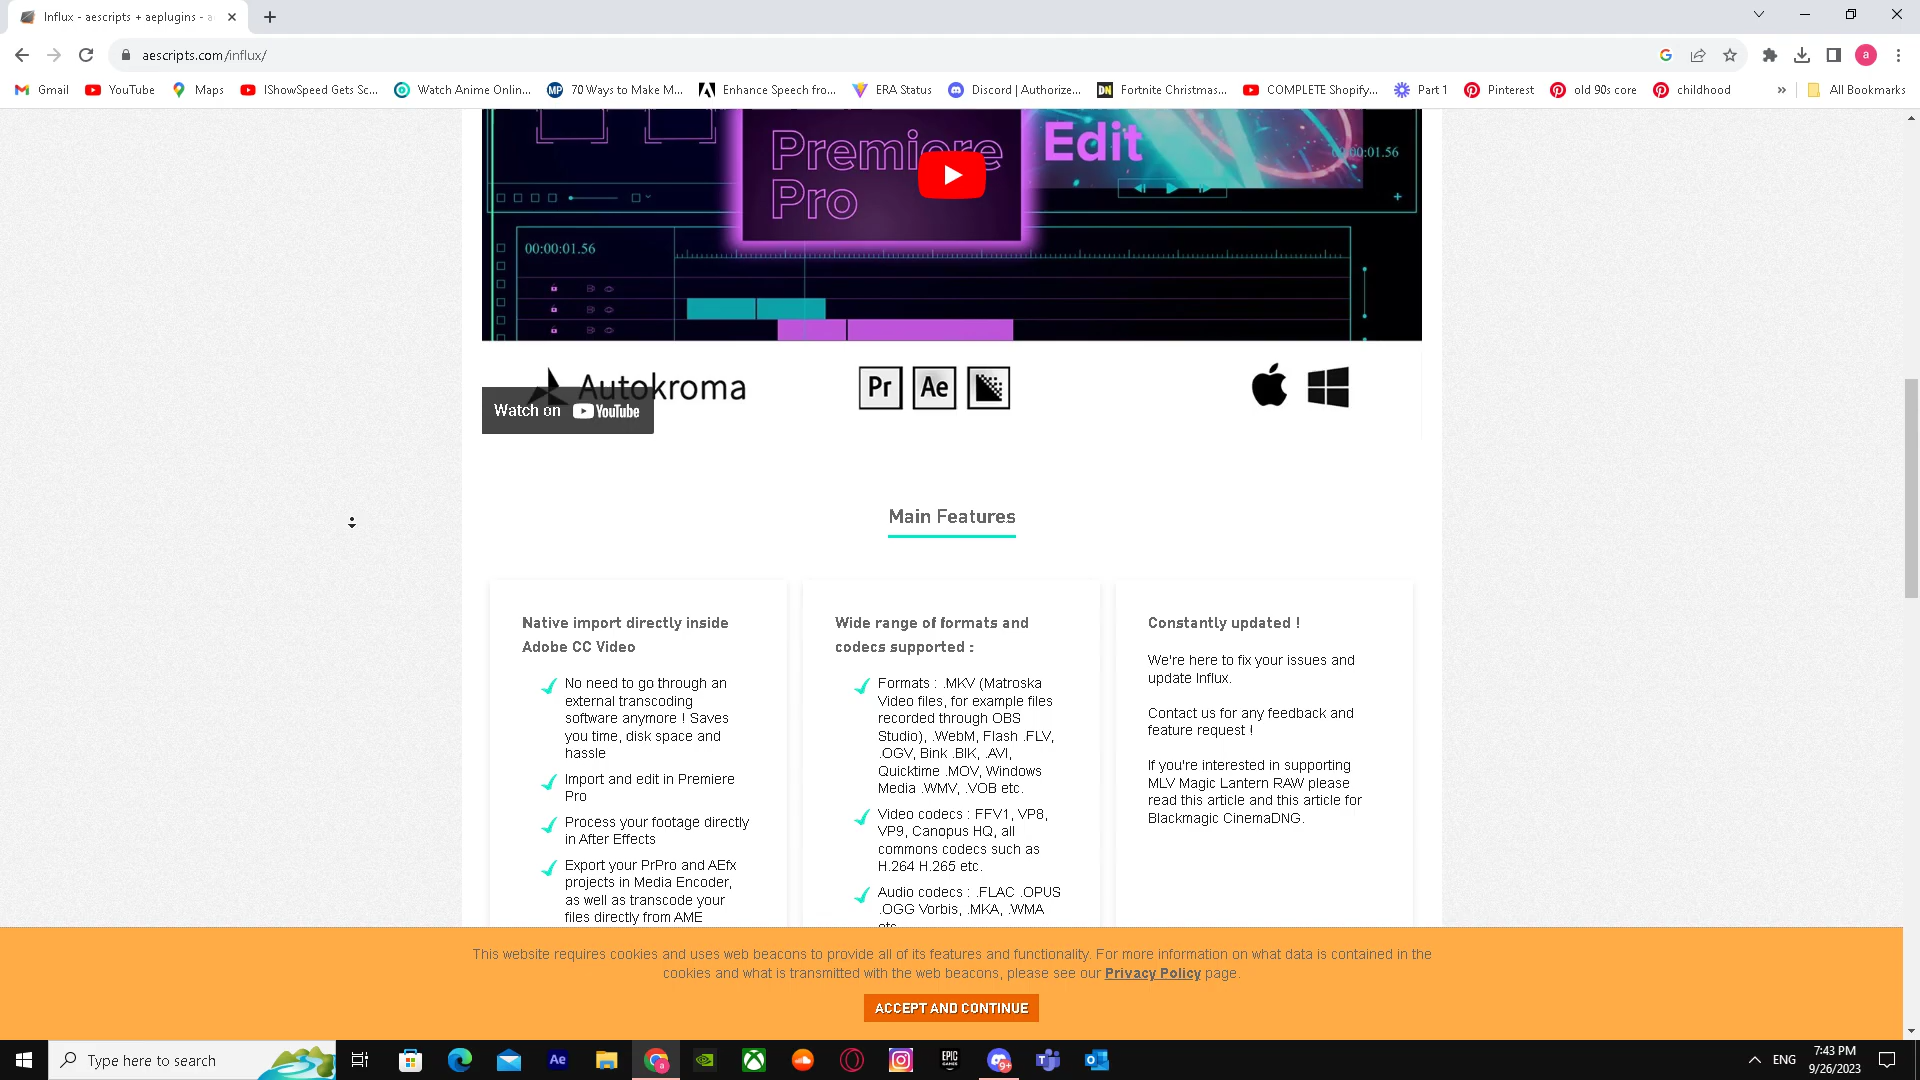 Influx - aescripts + aeplugins - a
aescripts.com/influx/
a
Gmail
YouTube
Maps
IShowSpeed Gets Sc...
Watch Anime Online...
MP
70 Ways to Make M...
Enhance Speech fro...
ERA Status
Discord | Authorize...
DN
Fortnite Christmas...
COMPLETE Shopify...
Part 1
Pinterest
old 90s core
childhood
»
All Bookmarks
Premiere
Pro
Edit
00:00:01.56
Autokroma
Pr
Ae
Watch on YouTube
Main Features
Native import directly inside
Adobe CC Video
No need to go through an
external transcoding
software anymore ! Saves
you time, disk space and
hassle
Import and edit in Premiere
Pro
Process your footage directly
in After Effects
Export your PrPro and AEfx
projects in Media Encoder,
as well as transcode your
files directly from AME
Wide range of formats and
codecs supported :
Formats : .MKV (Matroska
Video files, for example files
recorded through OBS
Studio), .WebM, Flash .FLV,
.OGV, Bink .BIK, .AVI,
Quicktime .MOV, Windows
Media .WMV, .VOB etc.
Video codecs : FFV1, VP8,
VP9, Canopus HQ, all
commons codecs such as
H.264 H.265 etc.
Audio codecs : .FLAC .OPUS
.OGG Vorbis, .MKA, .WMA
etc
Constantly updated !
We're here to fix your issues and
update Influx.
Contact us for any feedback and
feature request !
If you're interested in supporting
MLV Magic Lantern RAW please
read this article and this article for
Blackmagic CinemaDNG.
This website requires cookies and uses web beacons to provide all of its features and functionality. For more information on what data is contained in the
cookies and what is transmitted with the web beacons, please see our Privacy Policy page.
ACCEPT AND CONTINUE
Type here to search
Ae
EPIC
GAMES
9+
ENG
7:43 PM
9/26/2023